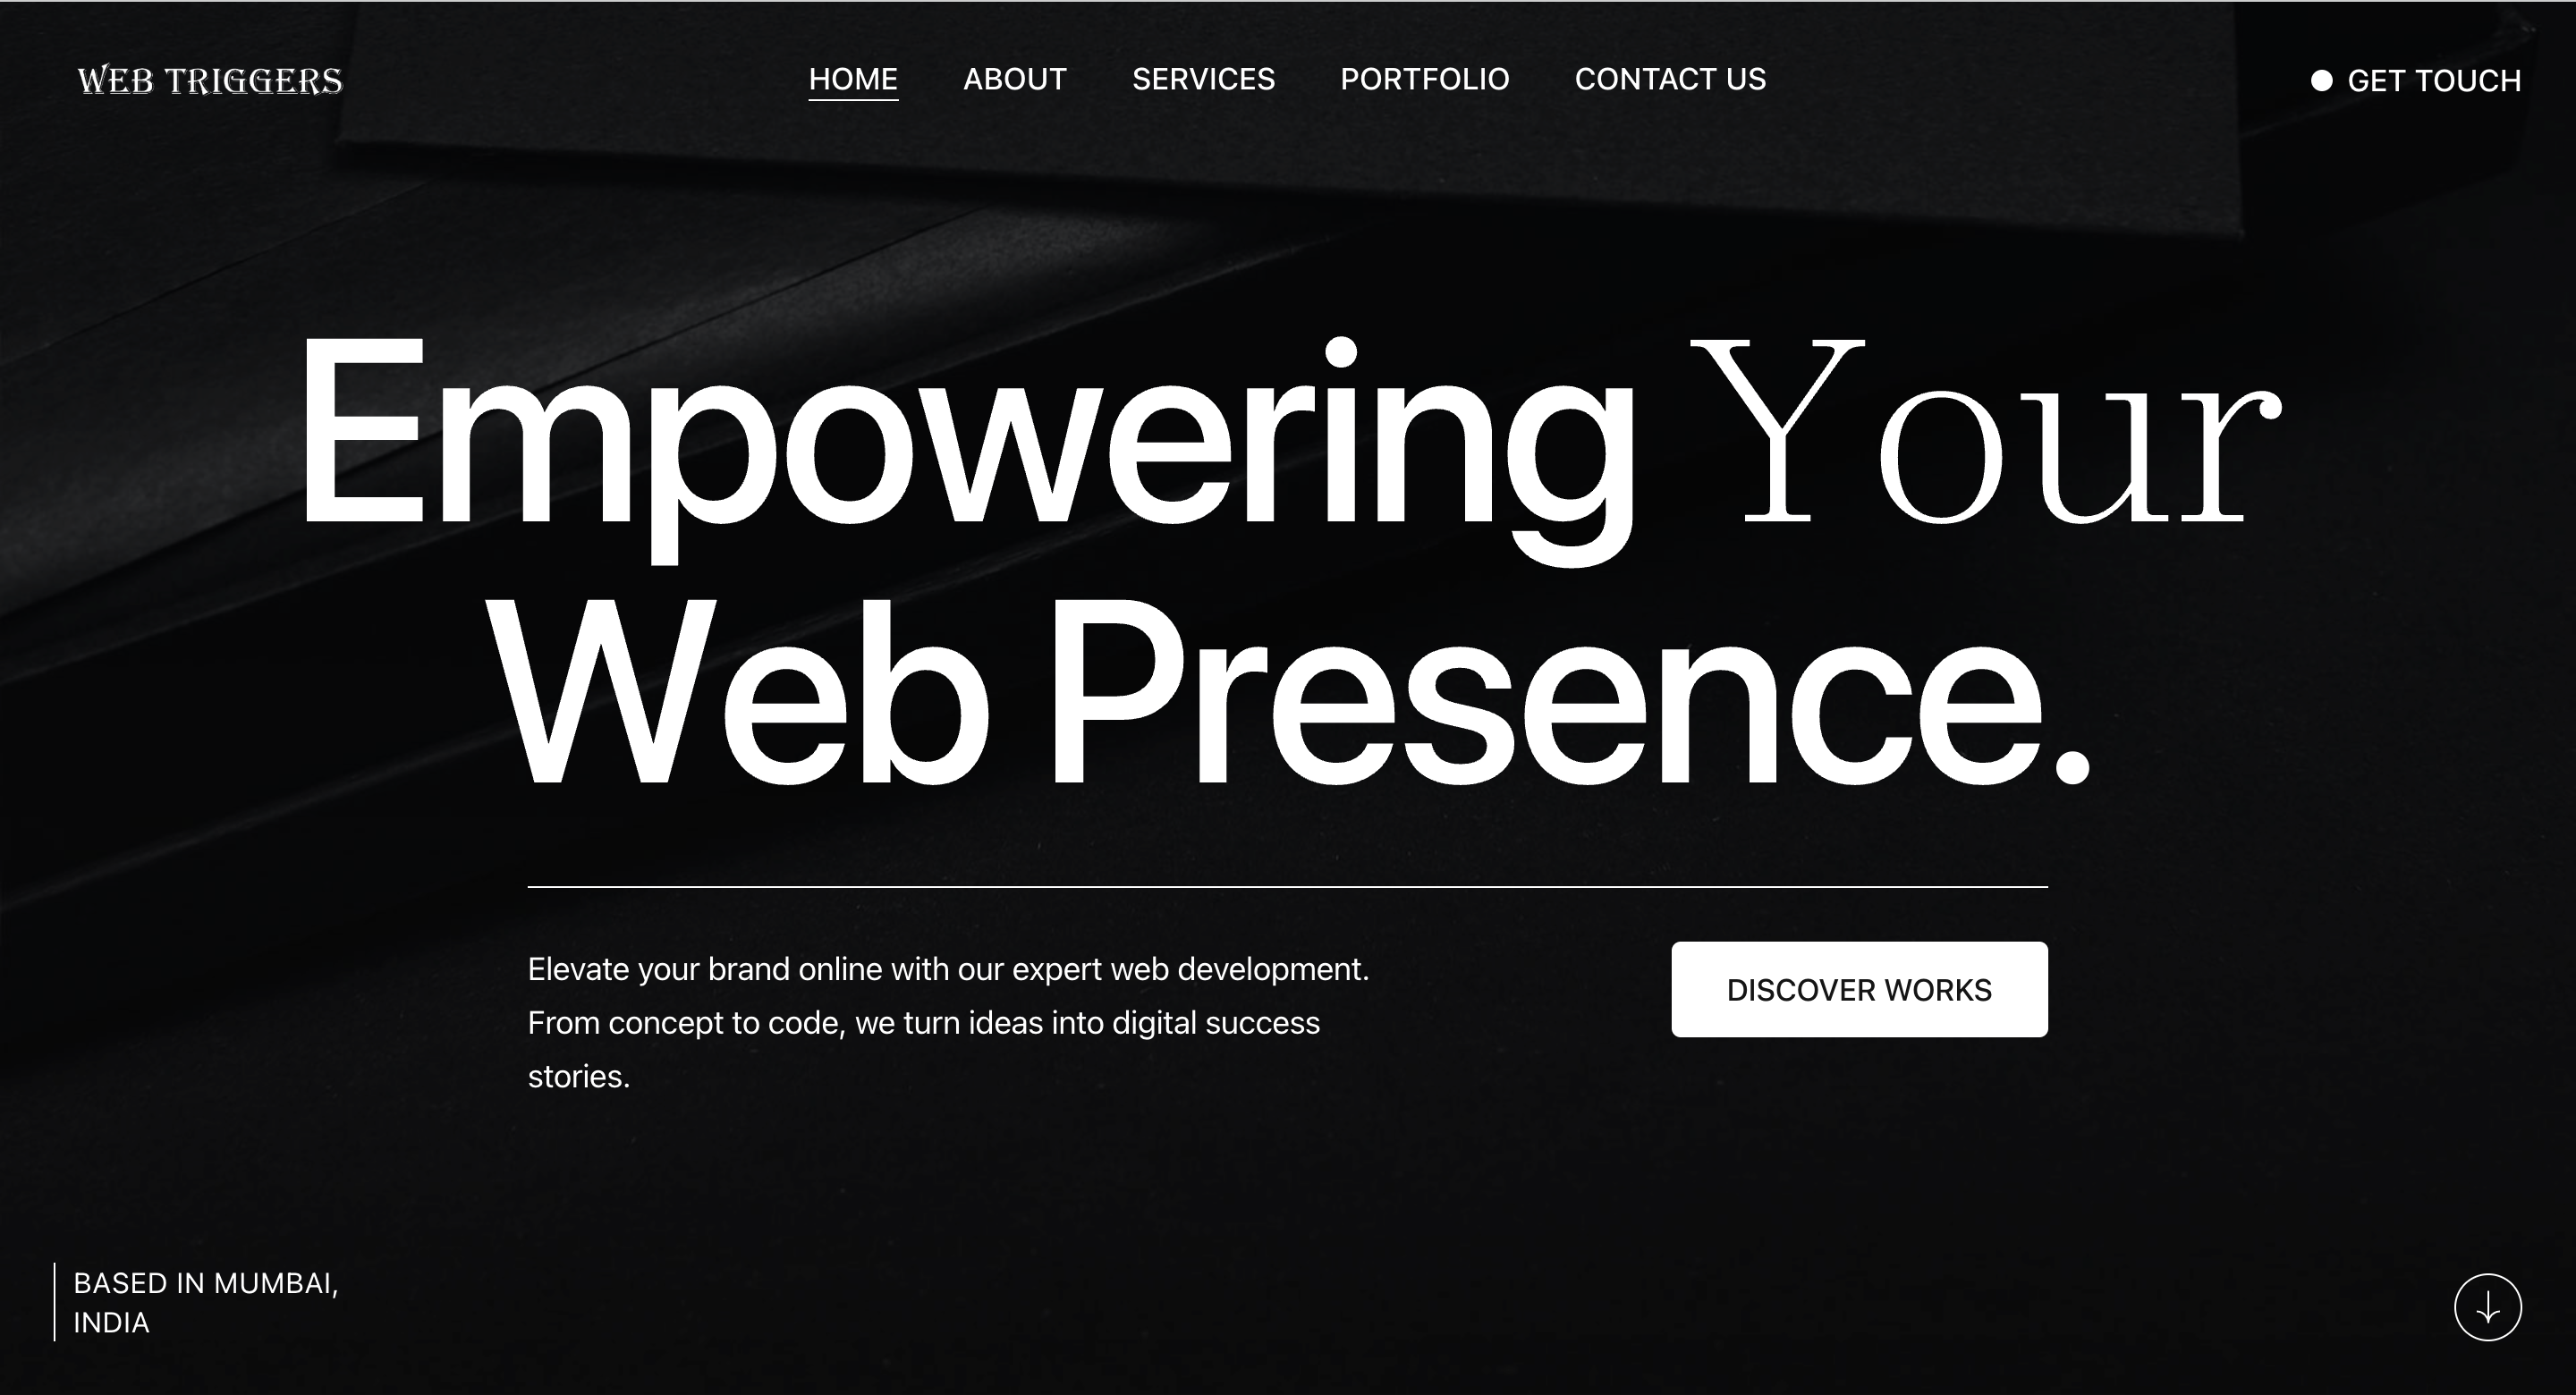 WEB TRIGGERS
HOME ABOUT SERVICES PORTFOLIO CONTACT US
GET TOUCH
Empowering Your
Web Presence.
Elevate your brand online with our expert web development.
From concept to code, we turn ideas into digital success
stories.
DISCOVER WORKS
BASED IN MUMBAI,
INDIA